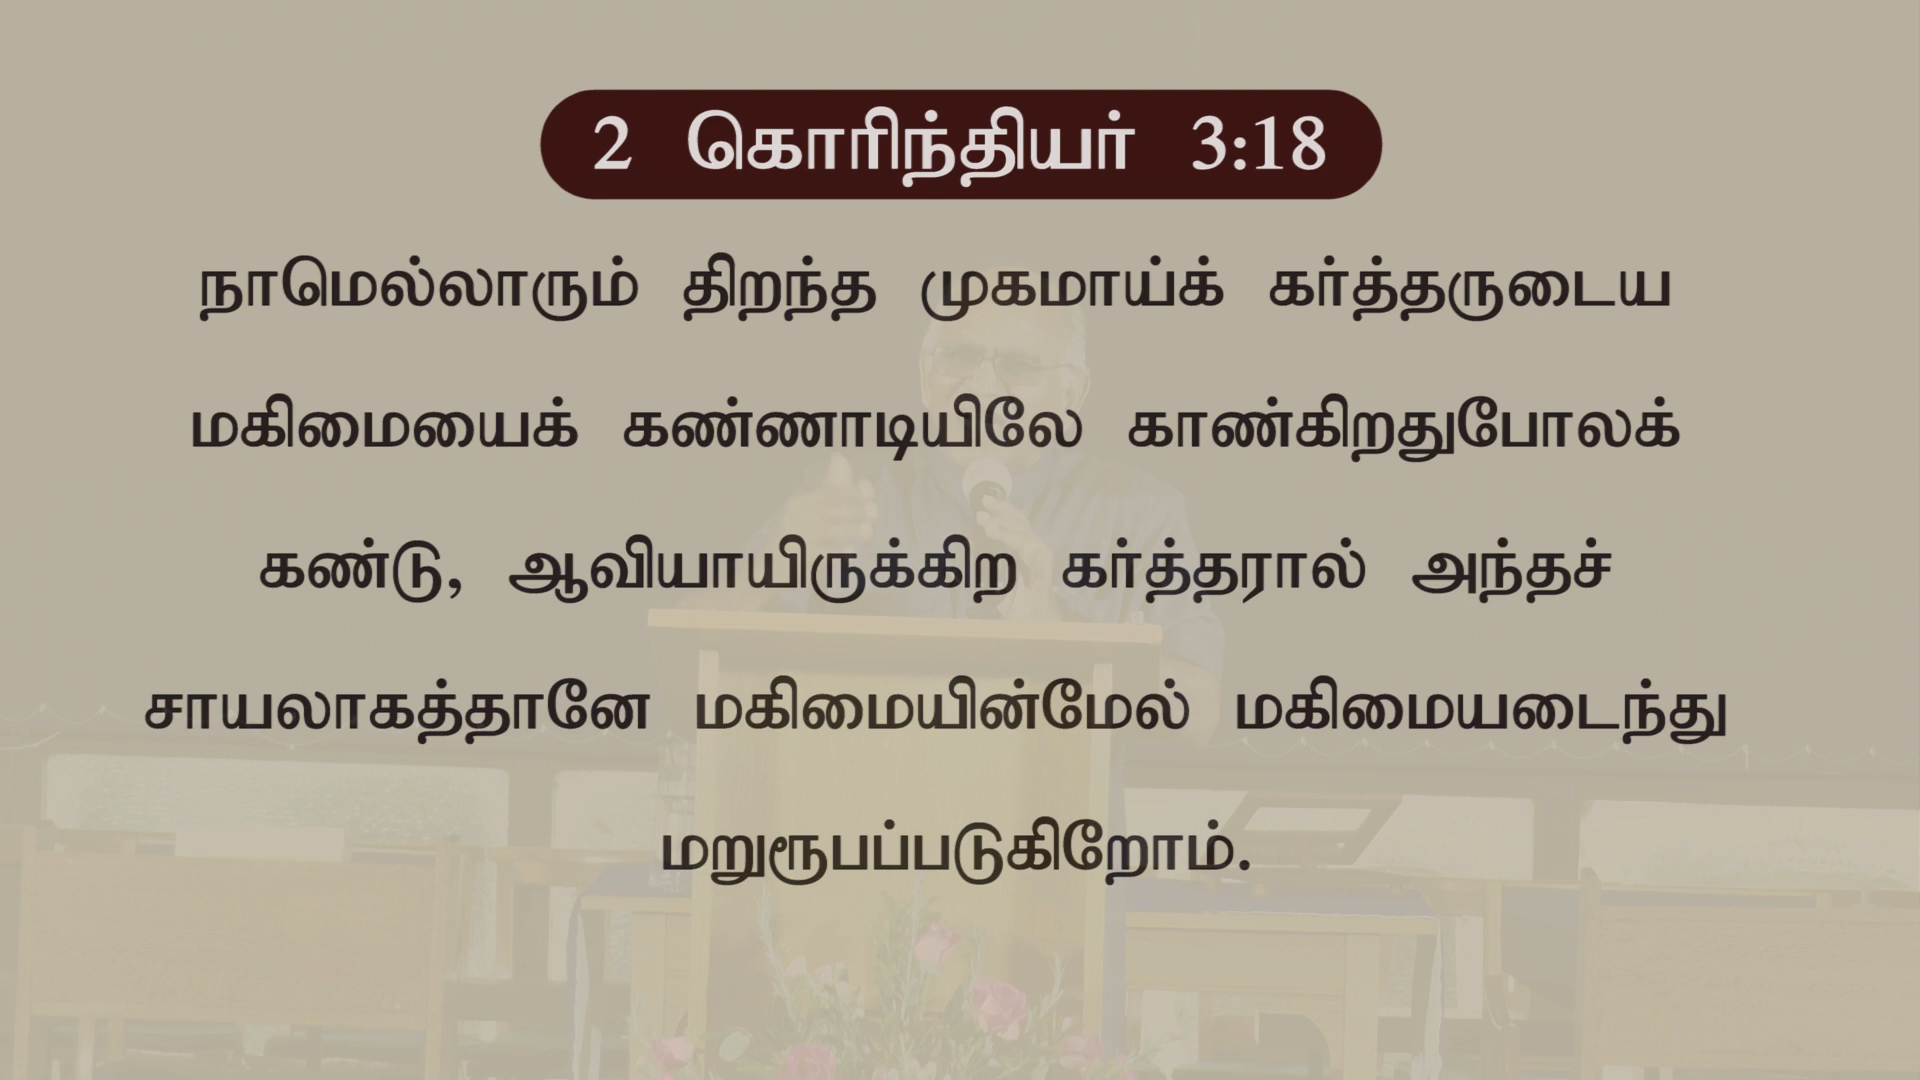 2 கொரிந்தியர் 3:18
நாமெல்லாரும் திறந்த முகமாய்க் கர்த்தருடைய
மகிமையைக் கண்ணாடியிலே காண்கிறதுபோலக்
கண்டு, ஆவியாயிருக்கிற கர்த்தரால் அந்தச்
சாயலாகத்தானே மகிமையின்மேல் மகிமையடைந்து
மறுரூபப்படுகிறோம்.